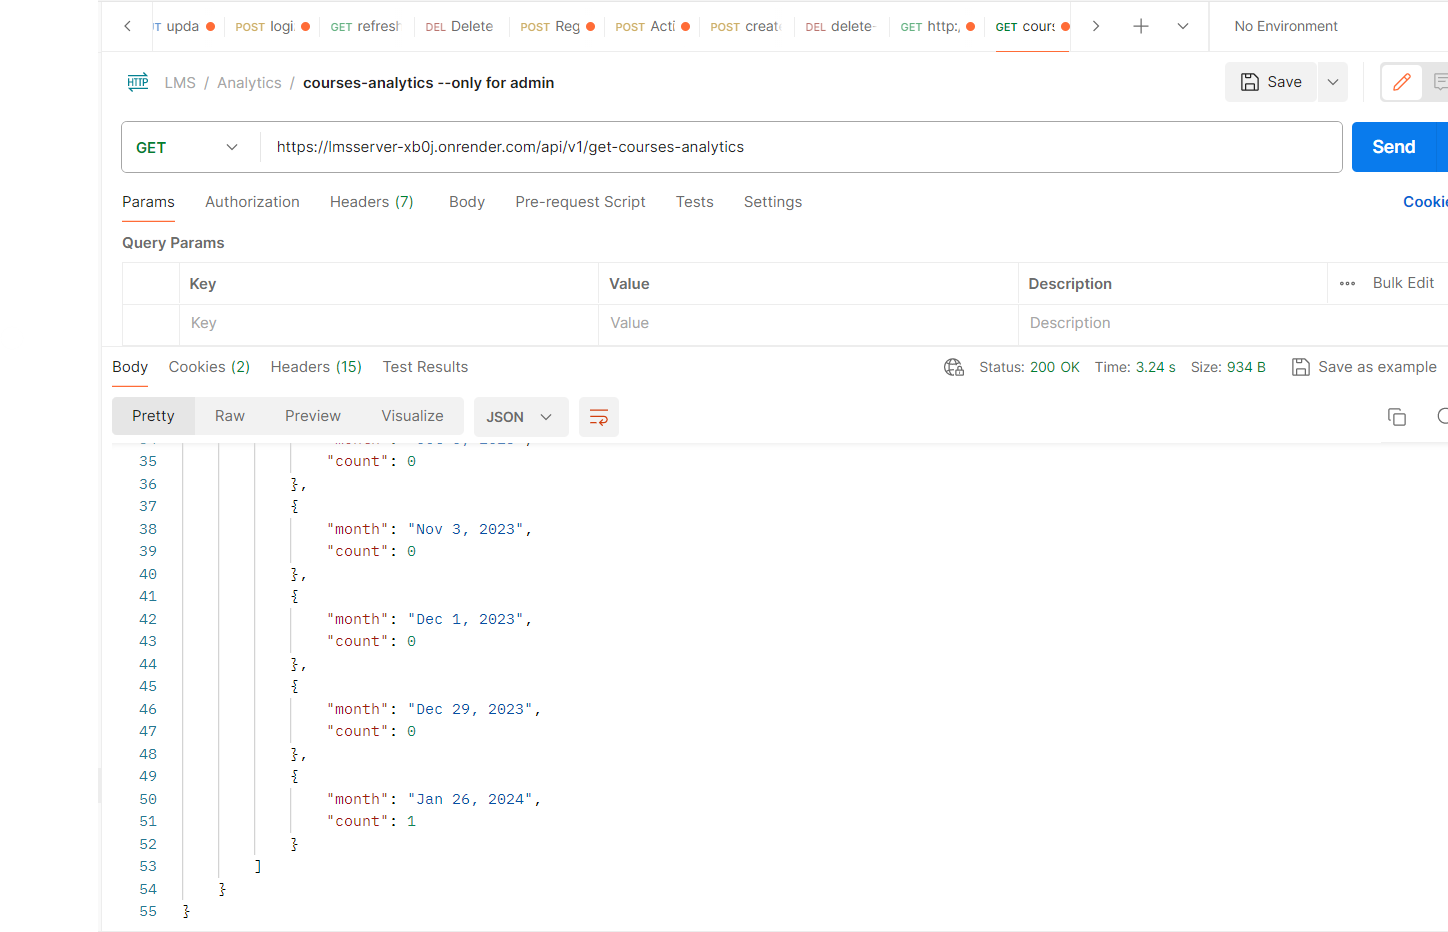 upda POST logi. GET refresh DEL Delete POST Reg POST Acti POST creat DEL delete- GET http:, GET cours No Environment
HTTP LMS / Analytics / courses-analytics --only for admin Save
GET https://lmsserver-xb0j.onrender.com/api/v1/get-courses-analytics Send
Params Authorization Headers (7) Body Pre-request Script Tests Settings Cookie
Query Params
Key Value Description Bulk Edit
Key Value Description
Body Cookies (2) Headers (15) Test Results Status: 200 OK Time: 3.24 s Size: 934 B Save as example
Pretty Raw Preview Visualize JSON
35 "count": 0
36 },
37 {
38 "month": "Nov 3, 2023",
39 "count": 0
40 },
41 {
42 "month": "Dec 1, 2023",
43 "count": 0
44 },
45 {
46 "month": "Dec 29, 2023",
47 "count": 0
48 },
49 {
50 "month": "Jan 26, 2024",
51 "count": 1
52 }
53 ]
54 }
55 }